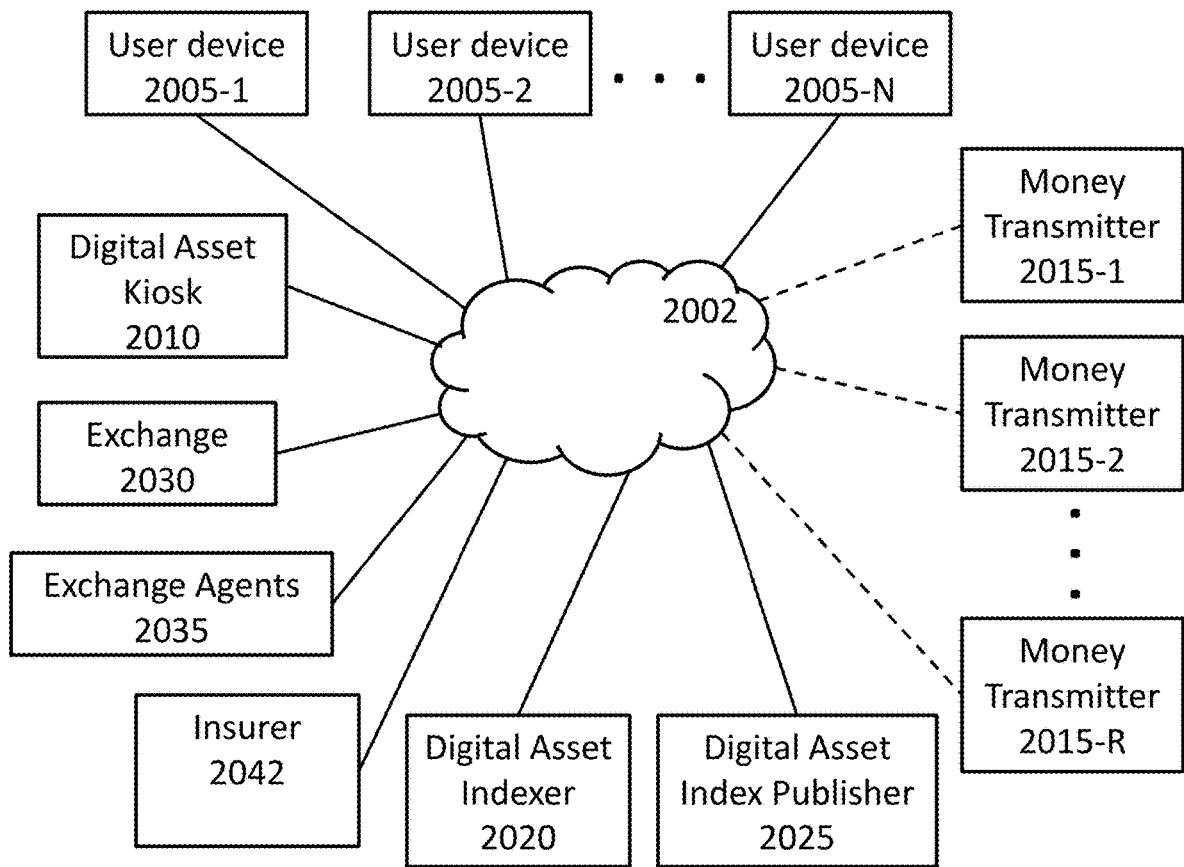 User device
2005-1
User device
2005-2
. . .
User device
2005-N
Money
Transmitter
2015-1
Digital Asset
Kiosk
2010
2002
Money
Transmitter
2015-2
Exchange
2030
Exchange Agents
2035
Money
Transmitter
2015-R
Insurer
2042
Digital Asset
Indexer
2020
Digital Asset
Index Publisher
2025